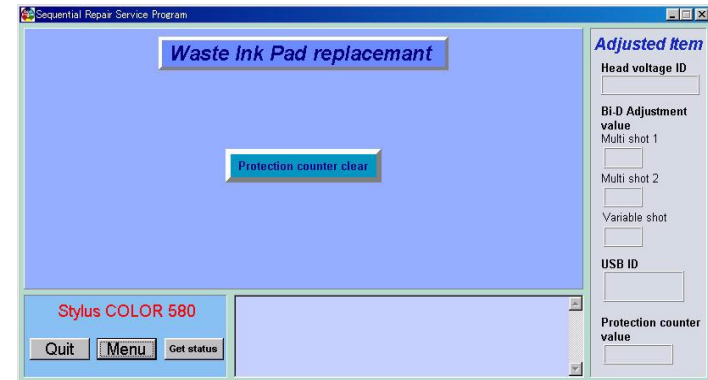 Sequential Repair Service Program
Waste Ink Pad replacemant
Protection counter clear
Stylus COLOR 580
Quit
Menu
Get status
Adjusted Item
Head voltage ID
Bi-D Adjustment
value
Multi shot 1
Multi shot 2
Variable shot
USB ID
Protection counter
value